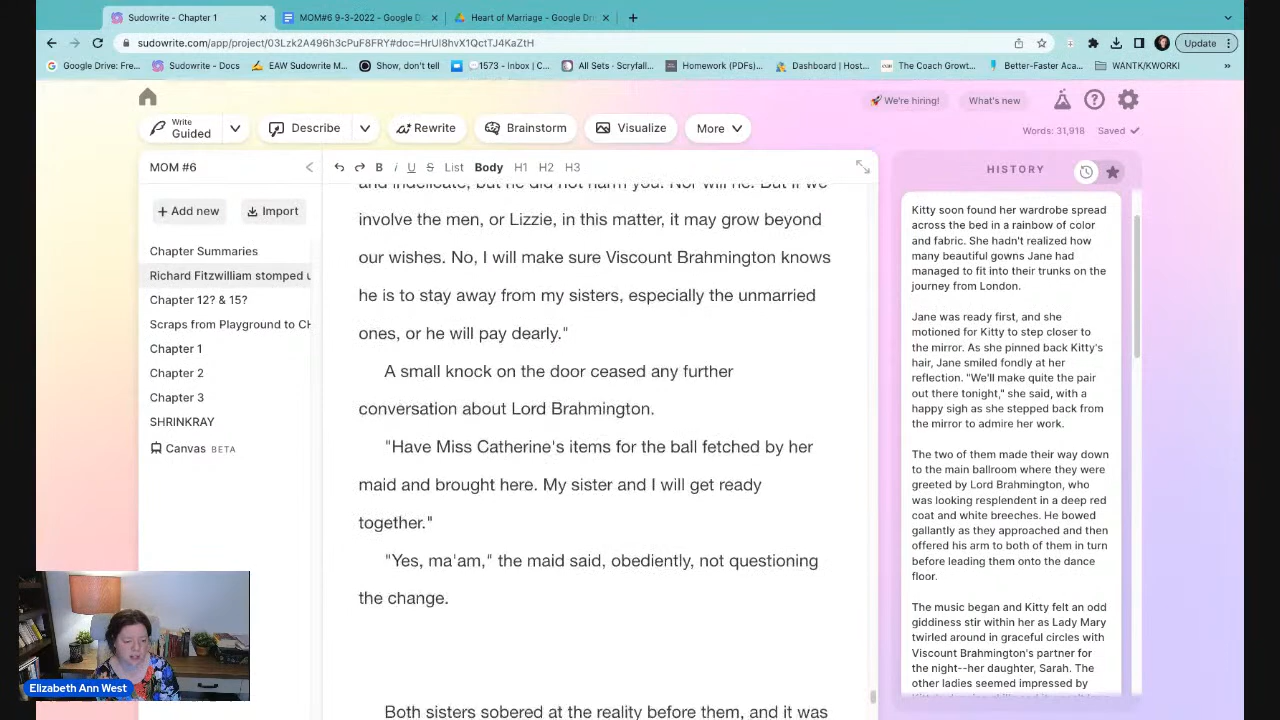 Sudowrite - Chapter 1
MOM#6 9-3-2022 - Google D
Heart of Marriage - Google Dri
sudowrite.com/app/project/03Lzk2A496h3cPuF8FRY#doc=HrUl8hvX1QctTJ4KaZtH
Update
Google Drive: Fre...
Sudowrite - Docs
EAW Sudowrite M...
Show, don't tell
1573 - Inbox | C...
All Sets · Scryfall...
Homework (PDFs)...
Dashboard | Host...
The Coach Growt...
Better-Faster Aca...
WANTK/KWORKI
»
Write
Guided
Describe
Rewrite
Brainstorm
Visualize
More
We're hiring!
What's new
Words: 31,918
Saved
MOM #6
B i U S List Body H1 H2 H3
+ Add new
Import
Chapter Summaries
Richard Fitzwilliam stomped u
Chapter 12? & 15?
Scraps from Playground to CH
Chapter 1
Chapter 2
Chapter 3
SHRINKRAY
Canvas BETA
and indelicate, but he did not harm you. Nor will he. But if we
involve the men, or Lizzie, in this matter, it may grow beyond
our wishes. No, I will make sure Viscount Brahmington knows
he is to stay away from my sisters, especially the unmarried
ones, or he will pay dearly."
A small knock on the door ceased any further
conversation about Lord Brahmington.
"Have Miss Catherine's items for the ball fetched by her
maid and brought here. My sister and I will get ready
together."
"Yes, ma'am," the maid said, obediently, not questioning
the change.
Both sisters sobered at the reality before them, and it was
HISTORY
Kitty soon found her wardrobe spread
across the bed in a rainbow of color
and fabric. She hadn't realized how
many beautiful gowns Jane had
managed to fit into their trunks on the
journey from London.
Jane was ready first, and she
motioned for Kitty to step closer to
the mirror. As she pinned back Kitty's
hair, Jane smiled fondly at her
reflection. "We'll make quite the pair
out there tonight," she said, with a
happy sigh as she stepped back from
the mirror to admire her work.
The two of them made their way down
to the main ballroom where they were
greeted by Lord Brahmington, who
was looking resplendent in a deep red
coat and white breeches. He bowed
gallantly as they approached and then
offered his arm to both of them in turn
before leading them onto the dance
floor.
The music began and Kitty felt an odd
giddiness stir within her as Lady Mary
twirled around in graceful circles with
Viscount Brahmington's partner for
the night--her daughter, Sarah. The
other ladies seemed impressed by
Elizabeth Ann West